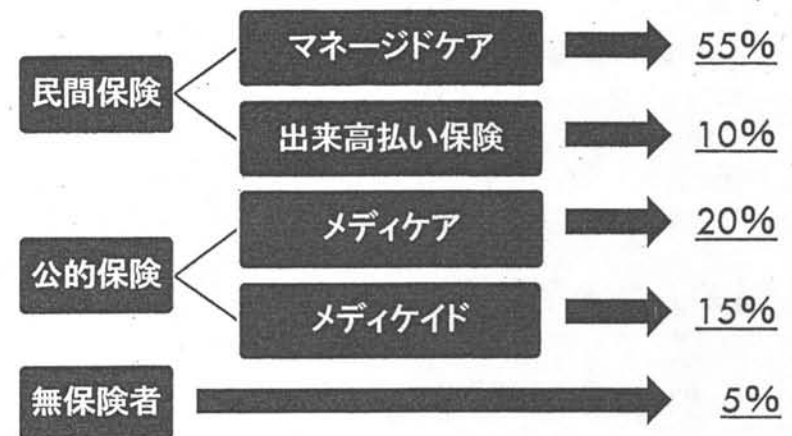 マネージドケア 55%
民間保険
出来高払い保険 10%
メディケア 20%
公的保険
メディケイド 15%
無保険者 5%